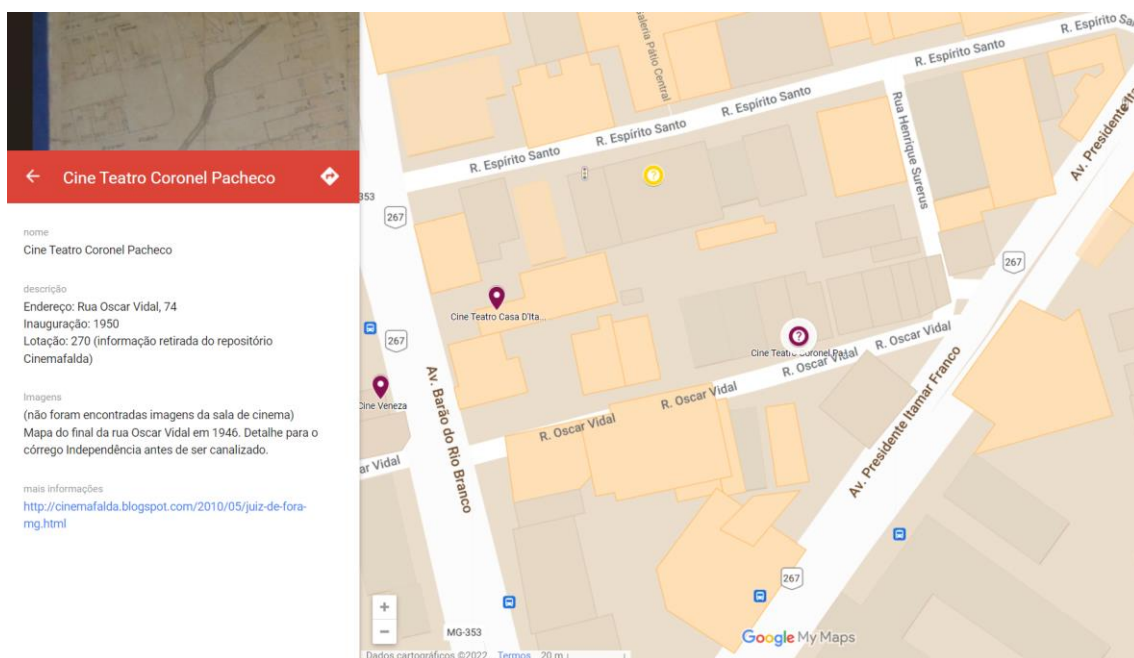 Cine Teatro Coronel Pacheco
nome
Cine Teatro Coronel Pacheco
descrição
Endereço: Rua Oscar Vidal, 74
Inauguração: 1950
Lotação: 270 (informação retirada do repositório
Cinemafalda)
Imagens
(não foram encontradas imagens da sala de cinema)
Mapa do final da rua Oscar Vidal em 1946. Detalhe para o
córrego Independência antes de ser canalizado.
mais informações
http://cinemafalda.blogspot.com/2010/05/juiz-de-fora-
mg.html
Galeria Pátio Central
R. Espírito Sa
R. Espírito Santo
R. Espírito Santo
R. Espírito Santo
R. Espírito Santo
Rua Henrique Surerus
Av. Presidente Ita
353
267
267
Cine Teatro Casa D'Ita...
267
Cine Veneza
Cine Teatro Coronel Pa
R. Oscar Vidal
R. Oscar Vidal
R. Oscar Vidal
R. Oscar Vidal
ar Vidal
Av. Barão do Rio Branco
Av. Presidente Itamar Franco
267
+
−
MG-353
Google My Maps
Dados cartográficos ©2022 Termos 20 m